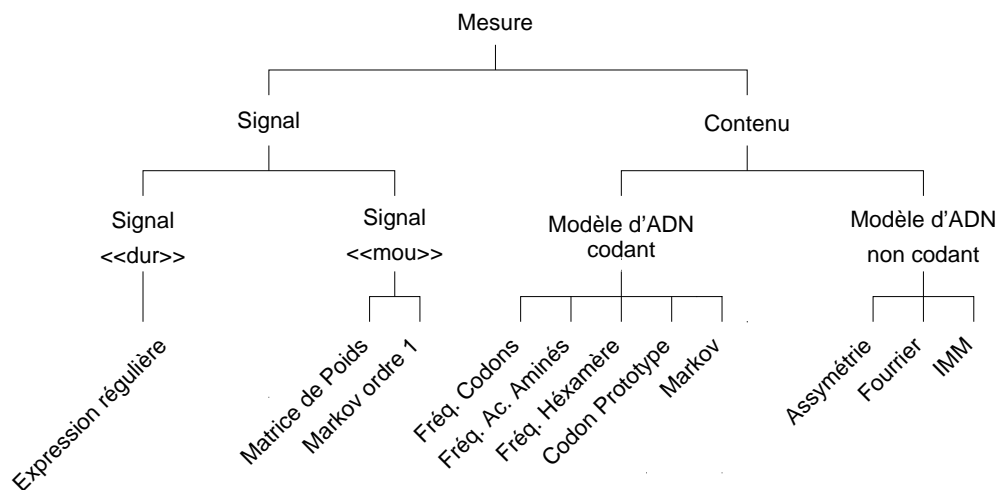 Mesure
Signal
Contenu
Signal
<<dur>>
Signal
<<mou>>
Modèle d'ADN
codant
Modèle d'ADN
non codant
Expression régulière
Matrice de Poids
Markov ordre 1
Fréq. Codons
Fréq. Ac. Aminés
Fréq. Héxamère
Codon Prototype
Markov
Assymétrie
Fourrier
IMM